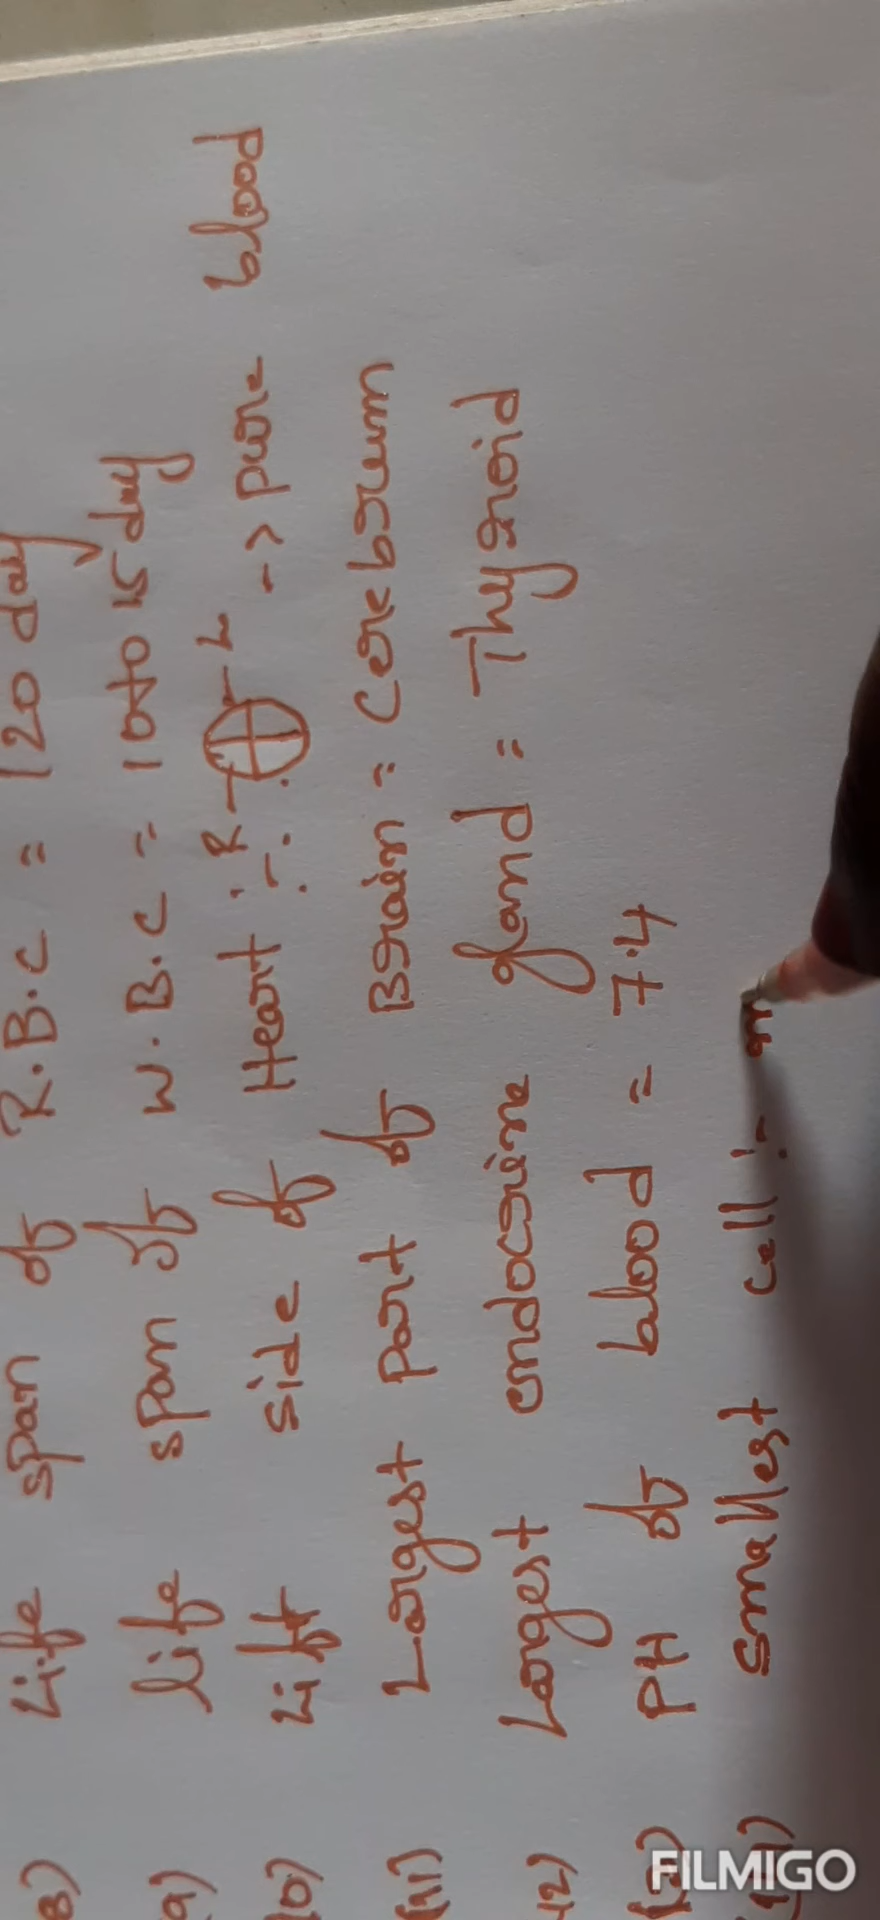 8) Life span of R.B.C = 120 day
9) life span of W.B.C = 10to 15 day
10) Lift side of Heart :- R L -> pure blood
(11) Largest part of Brain = Cerebrum
12) Largest endocrine gland = Thyroid
(13) PH of blood = 7.4
(14) Smallest cell :-
FILMIGO